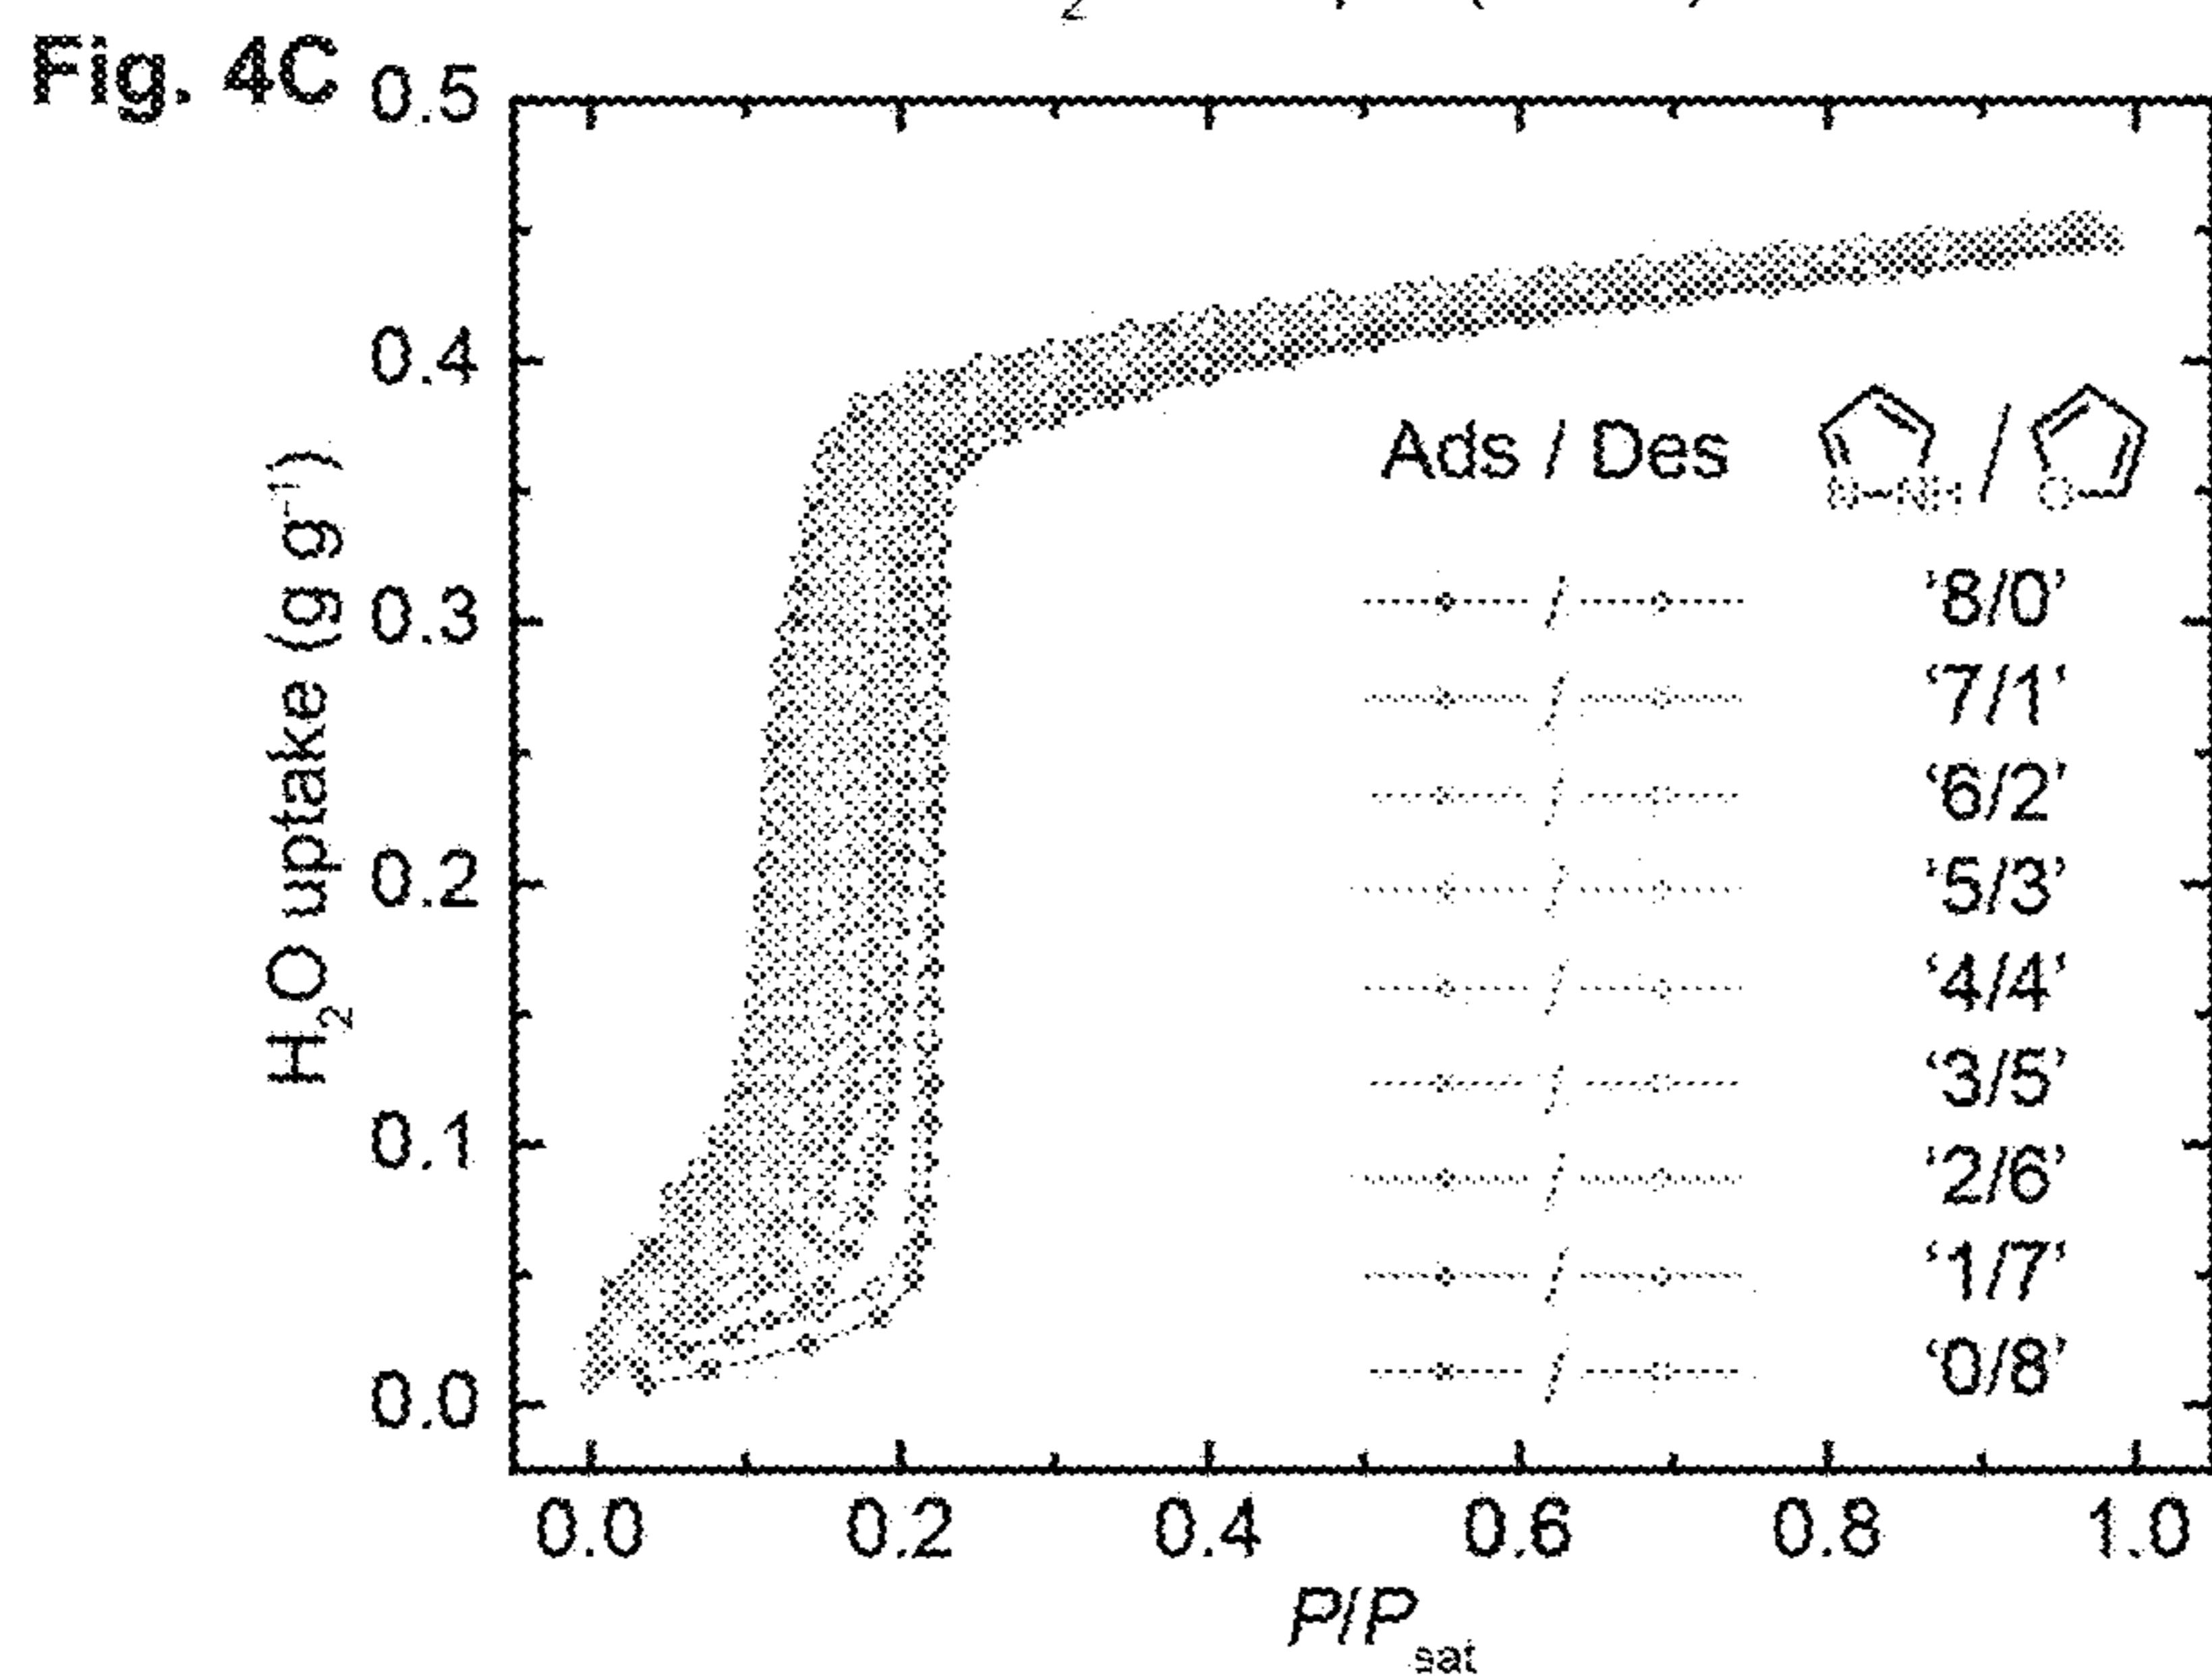 Fig. 4C
0.5
0.4
0.3
0.2
0.1
0.0
H₂O uptake (g g⁻¹)
Ads / Des
N-NH / O
'8/0'
'7/1'
'6/2'
'5/3'
'4/4'
'3/5'
'2/6'
'1/7'
'0/8'
0.0 0.2 0.4 0.6 0.8 1.0
P/Psat